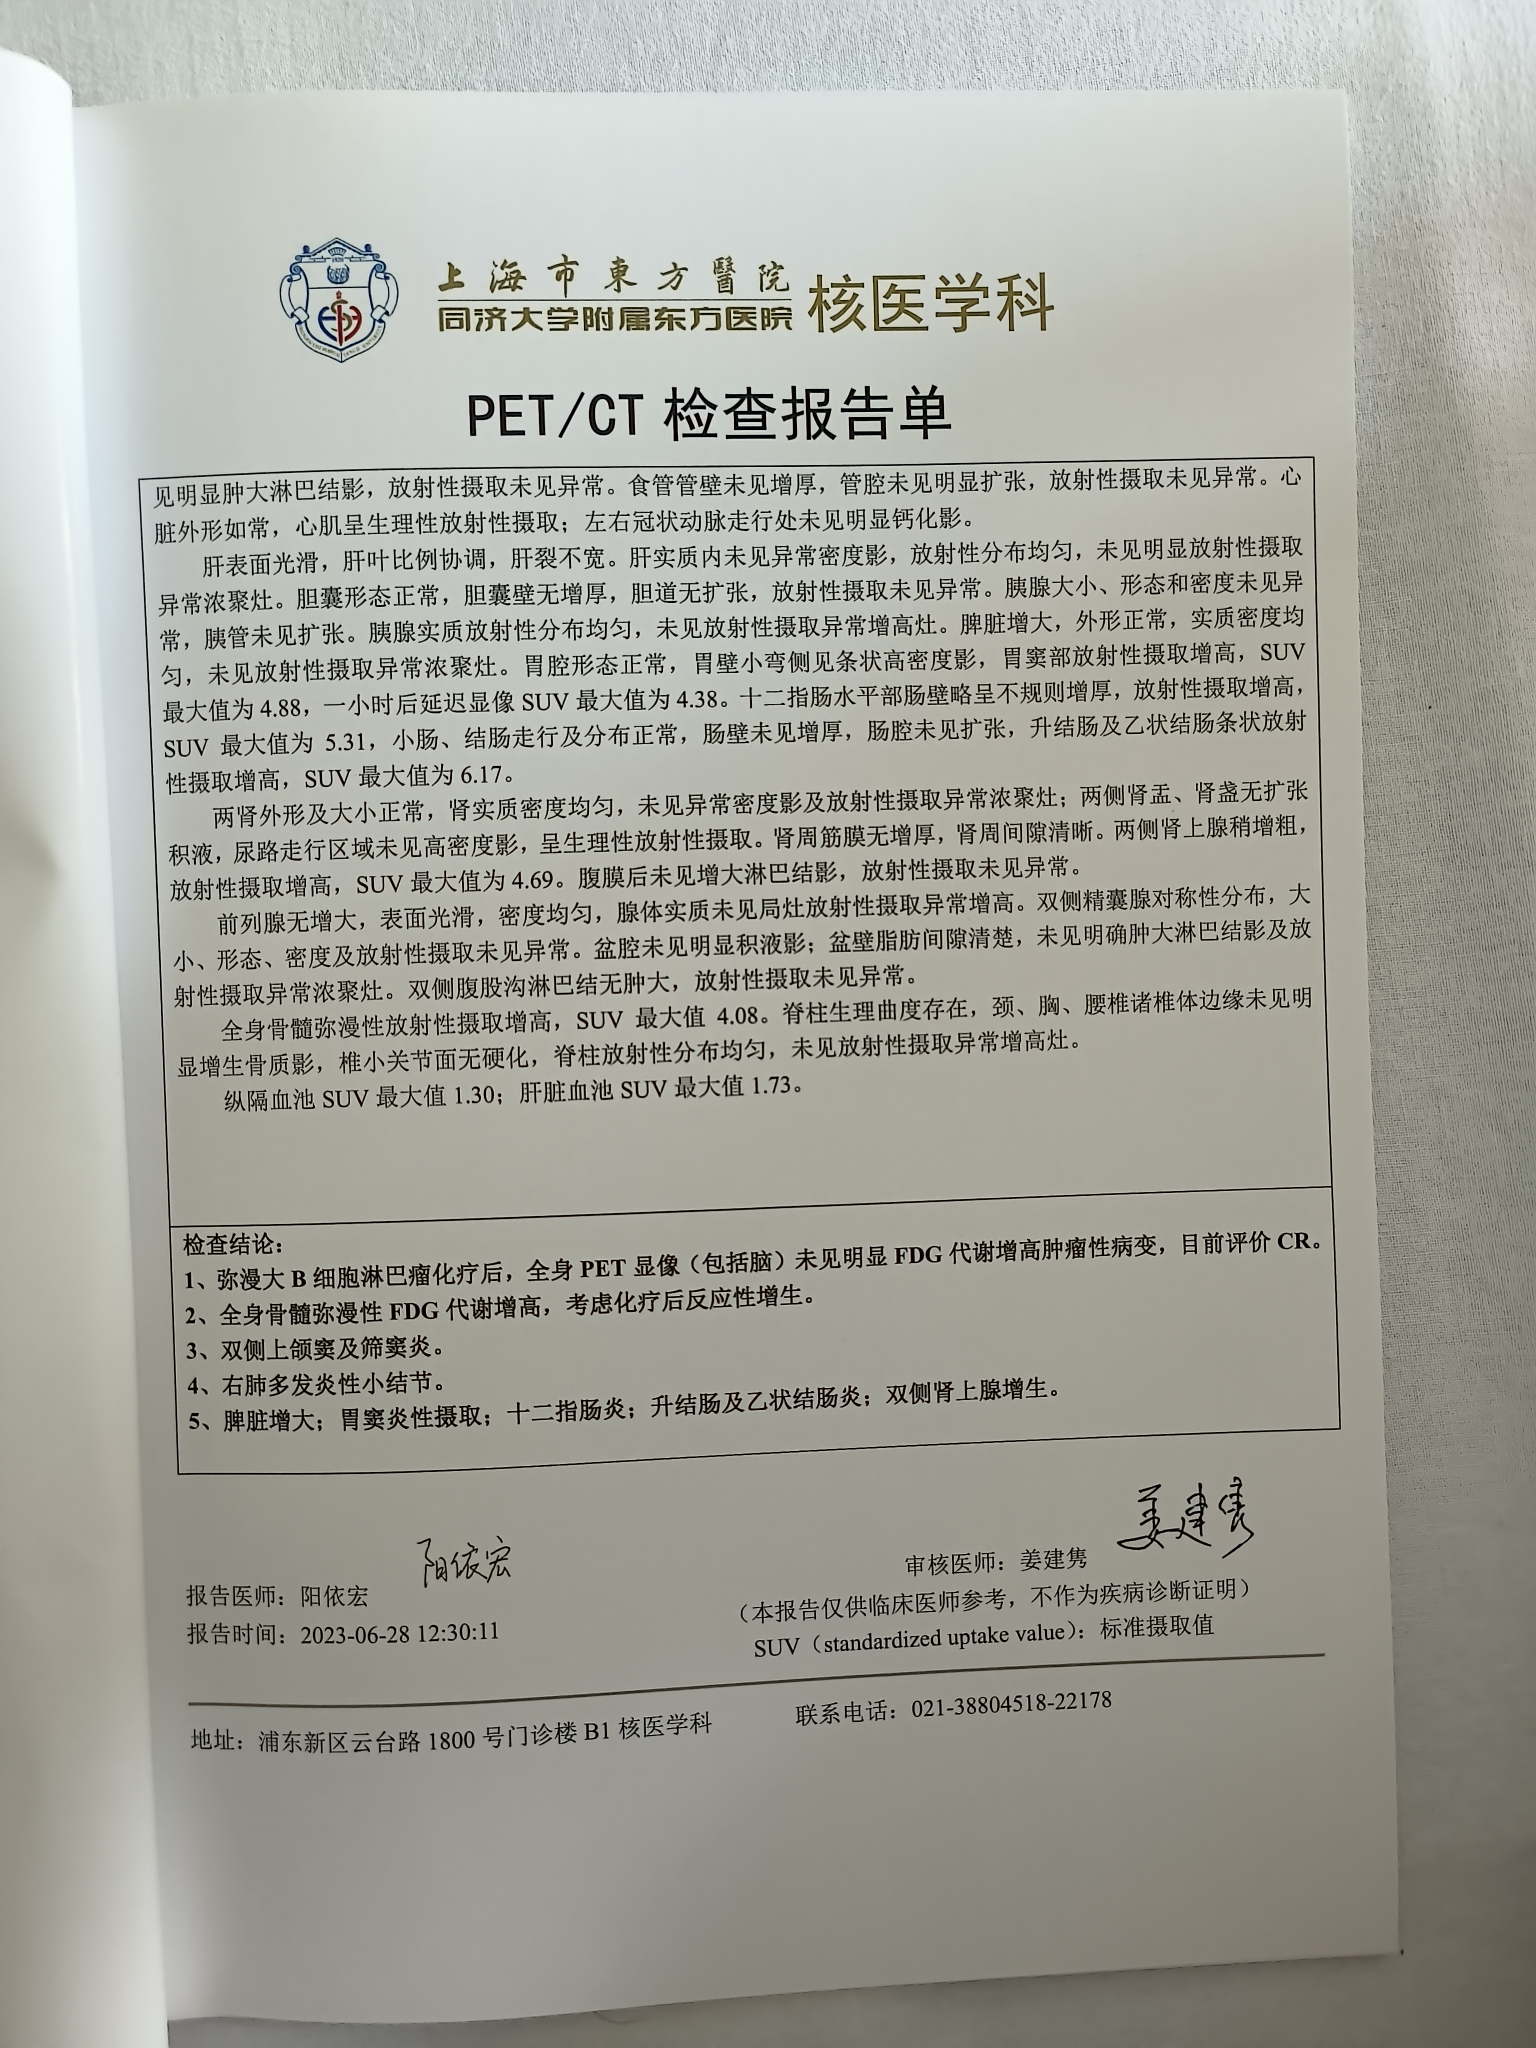 上海市東方醫院
同济大学附属东方医院
核医学科
PET/CT 检查报告单
见明显肿大淋巴结影，放射性摄取未见异常。食管管壁未见增厚，管腔未见明显扩张，放射性摄取未见异常。心
脏外形如常，心肌呈生理性放射性摄取；左右冠状动脉走行处未见明显钙化影。
肝表面光滑，肝叶比例协调，肝裂不宽。肝实质内未见异常密度影，放射性分布均匀，未见明显放射性摄取
异常浓聚灶。胆囊形态正常，胆囊壁无增厚，胆道无扩张，放射性摄取未见异常。胰腺大小、形态和密度未见异
常，胰管未见扩张。胰腺实质放射性分布均匀，未见放射性摄取异常增高灶。脾脏增大，外形正常，实质密度均
匀，未见放射性摄取异常浓聚灶。胃腔形态正常，胃壁小弯侧见条状高密度影，胃窦部放射性摄取增高，SUV
最大值为 4.88，一小时后延迟显像 SUV 最大值为 4.38。十二指肠水平部肠壁略呈不规则增厚，放射性摄取增高，
SUV 最大值为 5.31，小肠、结肠走行及分布正常，肠壁未见增厚，肠腔未见扩张，升结肠及乙状结肠条状放射
性摄取增高，SUV 最大值为 6.17。
两肾外形及大小正常，肾实质密度均匀，未见异常密度影及放射性摄取异常浓聚灶；两侧肾盂、肾盏无扩张
积液，尿路走行区域未见高密度影，呈生理性放射性摄取。肾周筋膜无增厚，肾周间隙清晰。两侧肾上腺稍增粗，
放射性摄取增高，SUV 最大值为 4.69。腹膜后未见增大淋巴结影，放射性摄取未见异常。
前列腺无增大，表面光滑，密度均匀，腺体实质未见局灶放射性摄取异常增高。双侧精囊腺对称性分布，大
小、形态、密度及放射性摄取未见异常。盆腔未见明显积液影；盆壁脂肪间隙清楚，未见明确肿大淋巴结影及放
射性摄取异常浓聚灶。双侧腹股沟淋巴结无肿大，放射性摄取未见异常。
全身骨髓弥漫性放射性摄取增高，SUV 最大值 4.08。脊柱生理曲度存在，颈、胸、腰椎诸椎体边缘未见明
显增生骨质影，椎小关节面无硬化，脊柱放射性分布均匀，未见放射性摄取异常增高灶。
纵隔血池 SUV 最大值 1.30；肝脏血池 SUV 最大值 1.73。
检查结论：
1、弥漫大 B 细胞淋巴瘤化疗后，全身 PET 显像（包括脑）未见明显 FDG 代谢增高肿瘤性病变，目前评价 CR。
2、全身骨髓弥漫性 FDG 代谢增高，考虑化疗后反应性增生。
3、双侧上颌窦及筛窦炎。
4、右肺多发炎性小结节。
5、脾脏增大；胃窦炎性摄取；十二指肠炎；升结肠及乙状结肠炎；双侧肾上腺增生。
阳依宏
姜建隽
报告医师：阳依宏
审核医师：姜建隽
报告时间：2023-06-28 12:30:11
（本报告仅供临床医师参考，不作为疾病诊断证明）
SUV（standardized uptake value）：标准摄取值
地址：浦东新区云台路 1800 号门诊楼 B1 核医学科
联系电话：021-38804518-22178